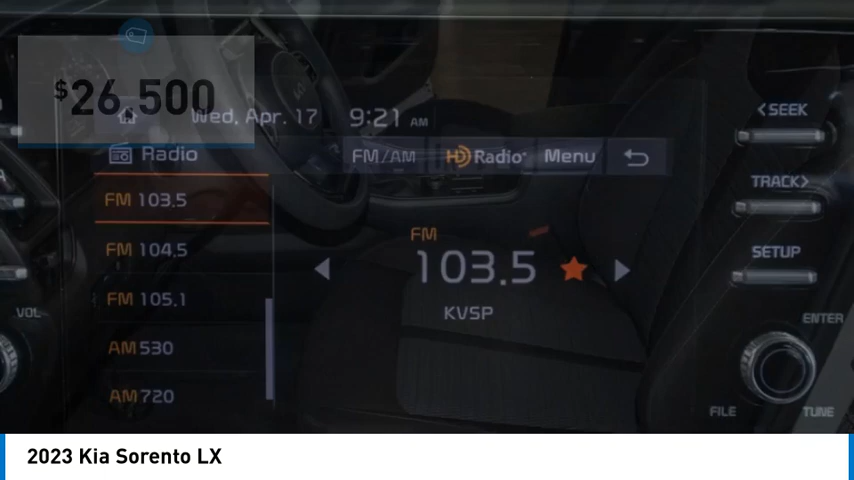 $26,500
Wed, Apr. 17 9:21 AM
Radio FM/AM HD Radio Menu
FM 103.5
FM 104.5
FM 105.1
AM 530
AM 720
FM
103.5
KVSP
<SEEK
TRACK>
SETUP
VOL
ENTER
FILE TUNE
2023 Kia Sorento LX